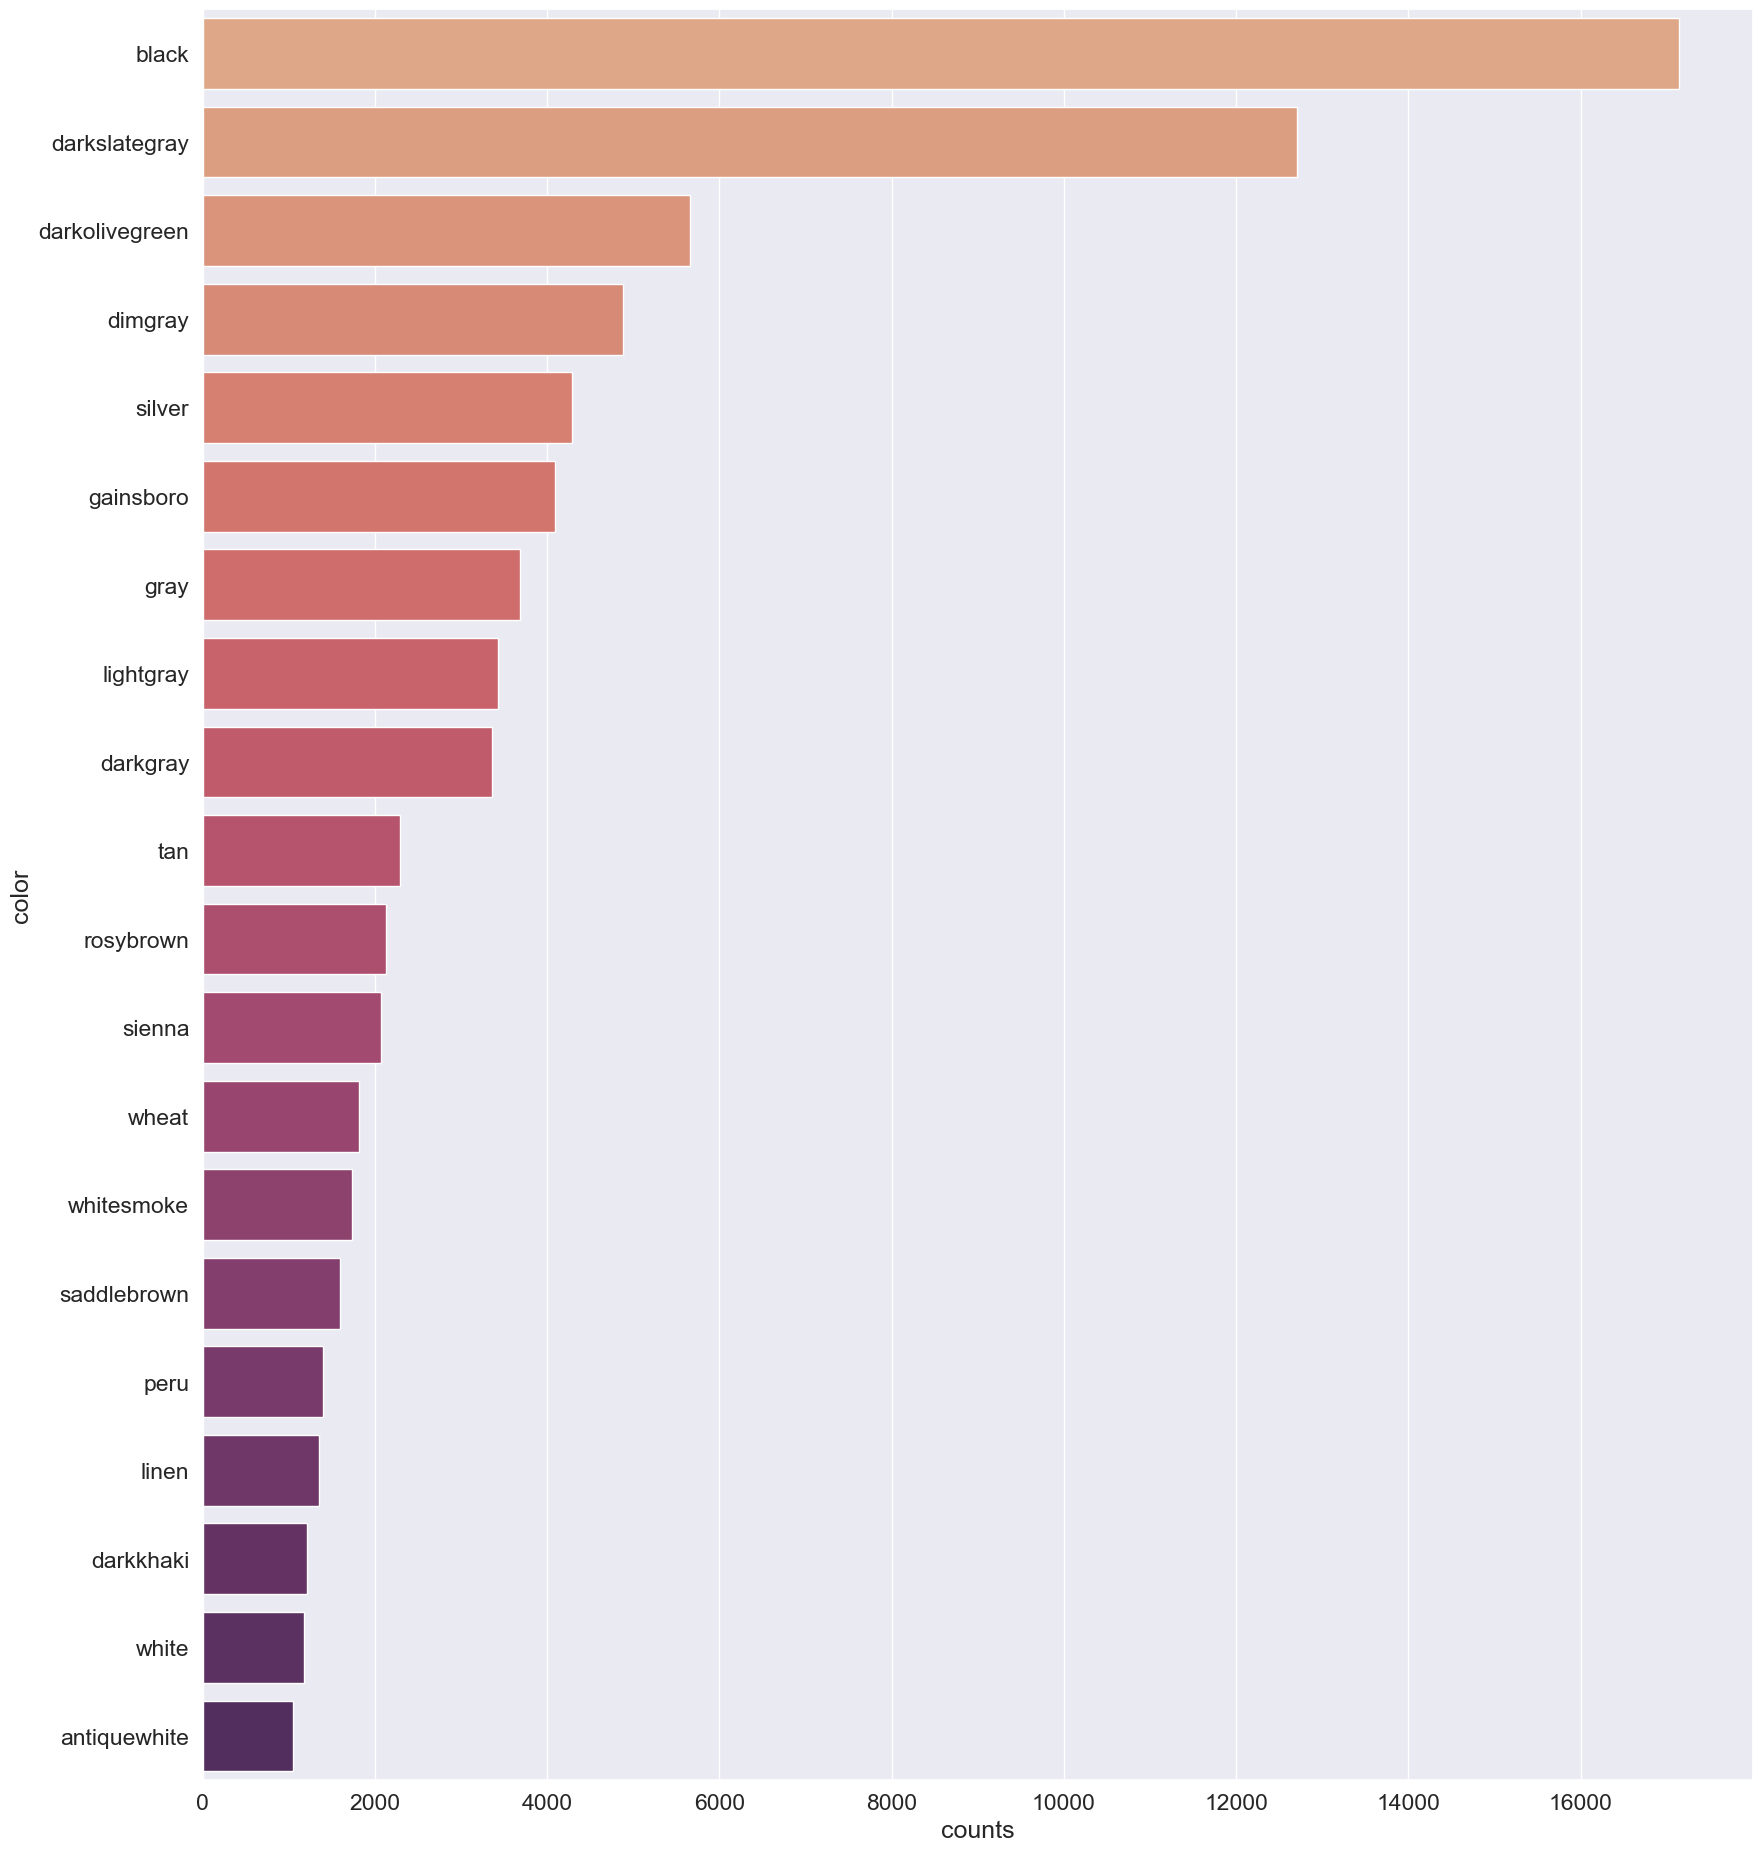 black
darkslategray
darkolivegreen
dimgray
silver
gainsboro
gray
lightgray
darkgray
tan
rosybrown
sienna
wheat
whitesmoke
saddlebrown
peru
linen
darkkhaki
white
antiquewhite
color
0 2000 4000 6000 8000 10000 12000 14000 16000
counts